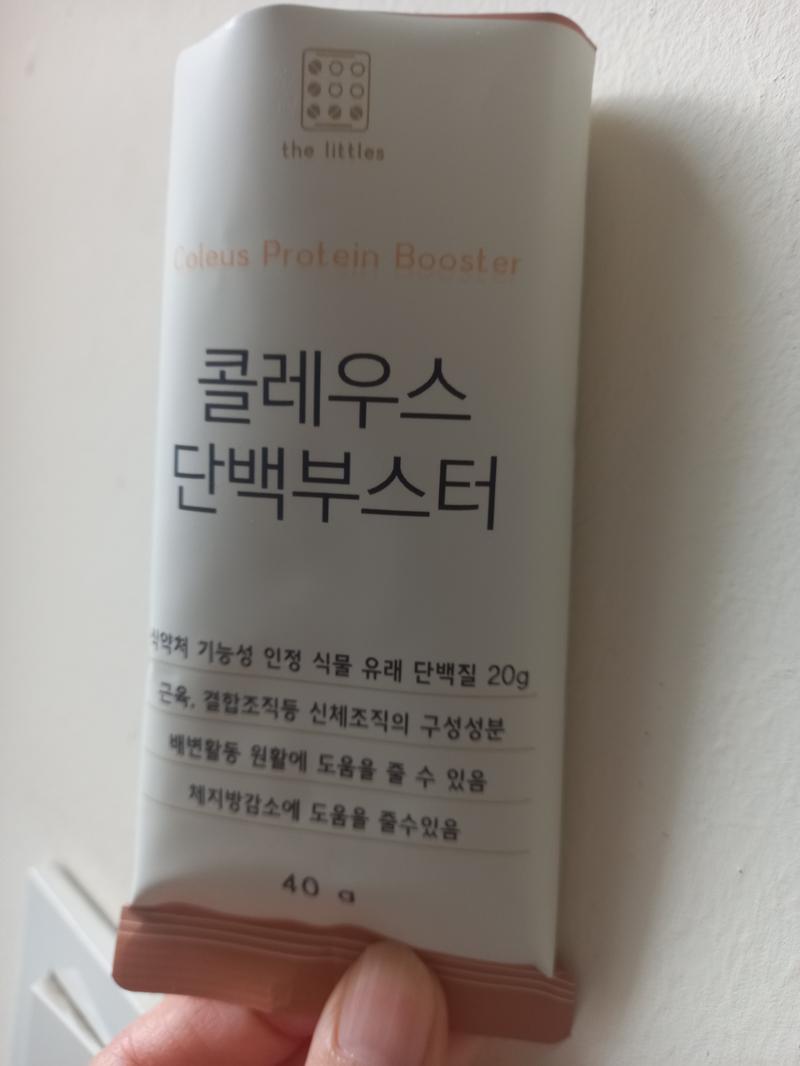 the littles
Coleus Protein Booster
콜레우스
단백부스터
식약처 기능성 인정 식물 유래 단백질 20g
근육, 결합조직등 신체조직의 구성성분
배변활동 원활에 도움을 줄 수 있음
체지방감소에 도움을 줄수있음
40 g